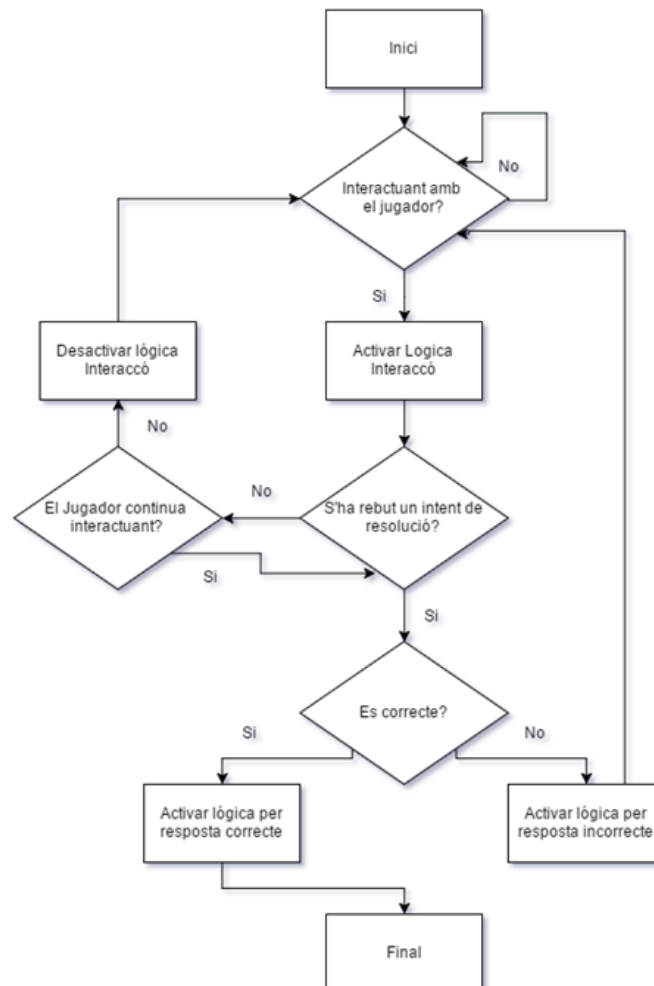 Inici
No
Interactuant amb
el jugador?
Si
Desactivar lógica
Interaccó
Activar Logica
Interaccó
No
El Jugador continua
interactuant?
No
S'ha rebut un intent de
resolució?
Si
Si
Es correcte?
Si
No
Activar lógica per
resposta correcte
Activar lógica per
resposta incorrecte
Final